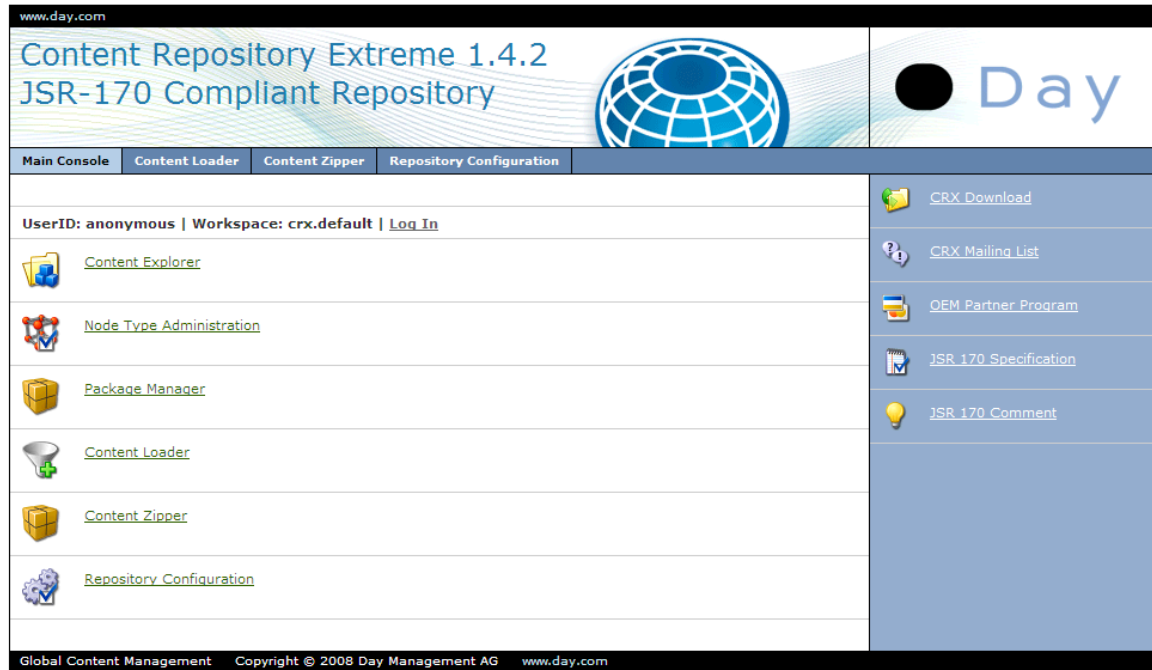 www.day.com
Content Repository Extreme 1.4.2
JSR-170 Compliant Repository
Day
Main Console Content Loader Content Zipper Repository Configuration
UserID: anonymous | Workspace: crx.default | Log In
Content Explorer
Node Type Administration
Package Manager
Content Loader
Content Zipper
Repository Configuration
CRX Download
CRX Mailing List
OEM Partner Program
JSR 170 Specification
JSR 170 Comment
Global Content Management Copyright © 2008 Day Management AG www.day.com